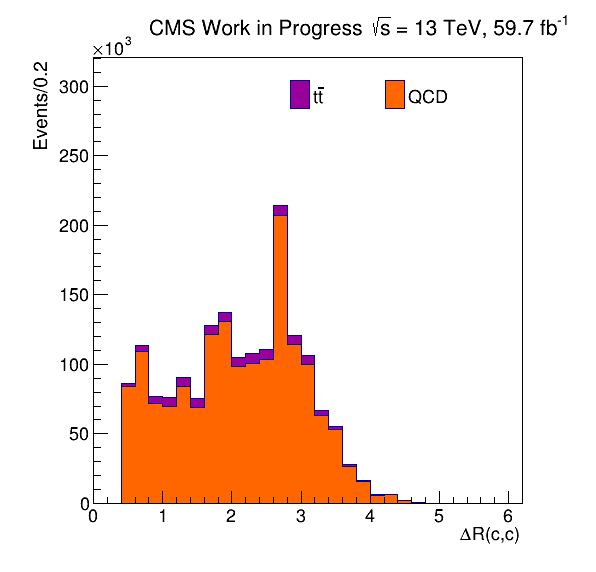 CMS Work in Progress √s = 13 TeV, 59.7 fb⁻¹
×10³
Events/0.2
tt̄
QCD
300
250
200
150
100
50
0
0 1 2 3 4 5 6
ΔR(c,c)